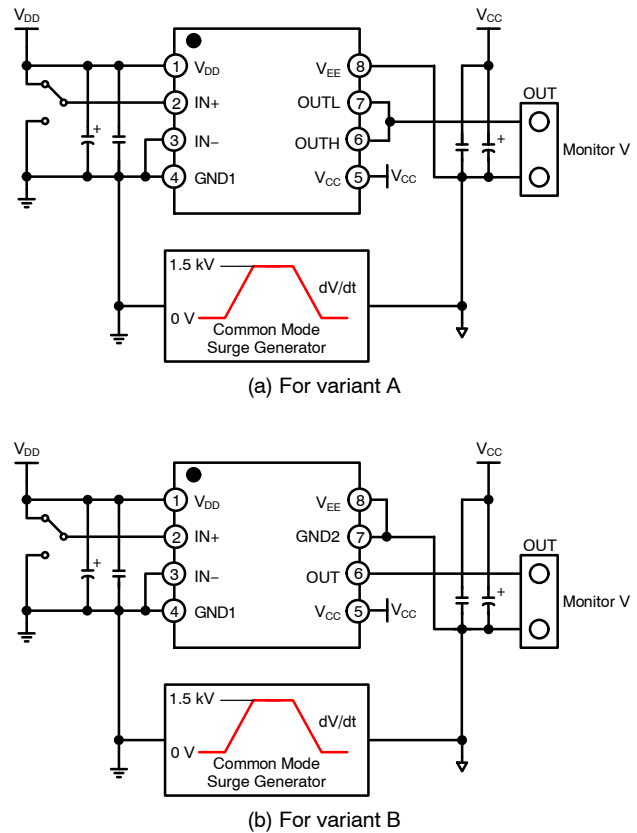 VDD VCC
1 VDD VEE 8
2 IN+ OUTL 7 OUT
3 IN− OUTH 6 Monitor V
4 GND1 VCC 5 VCC
+ +
1.5 kV dV/dt
0 V
Common Mode
Surge Generator
(a) For variant A
VDD VCC
1 VDD VEE 8
2 IN+ GND2 7 OUT
3 IN− OUT 6 Monitor V
4 GND1 VCC 5 VCC
+ +
1.5 kV dV/dt
0 V
Common Mode
Surge Generator
(b) For variant B